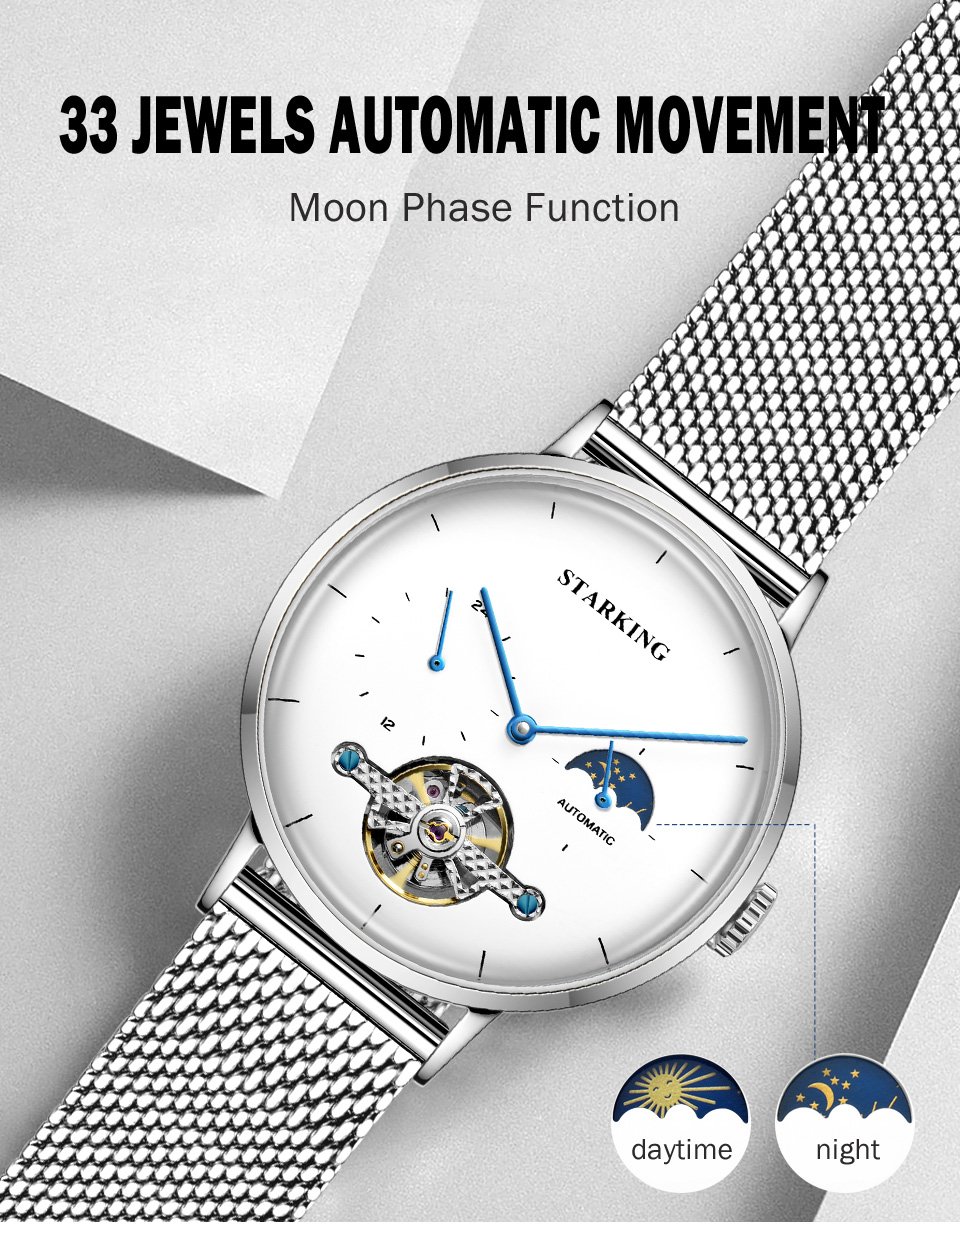 33 JEWELS AUTOMATIC MOVEMENT
Moon Phase Function
STARKING
24
12
AUTOMATIC
daytime
night